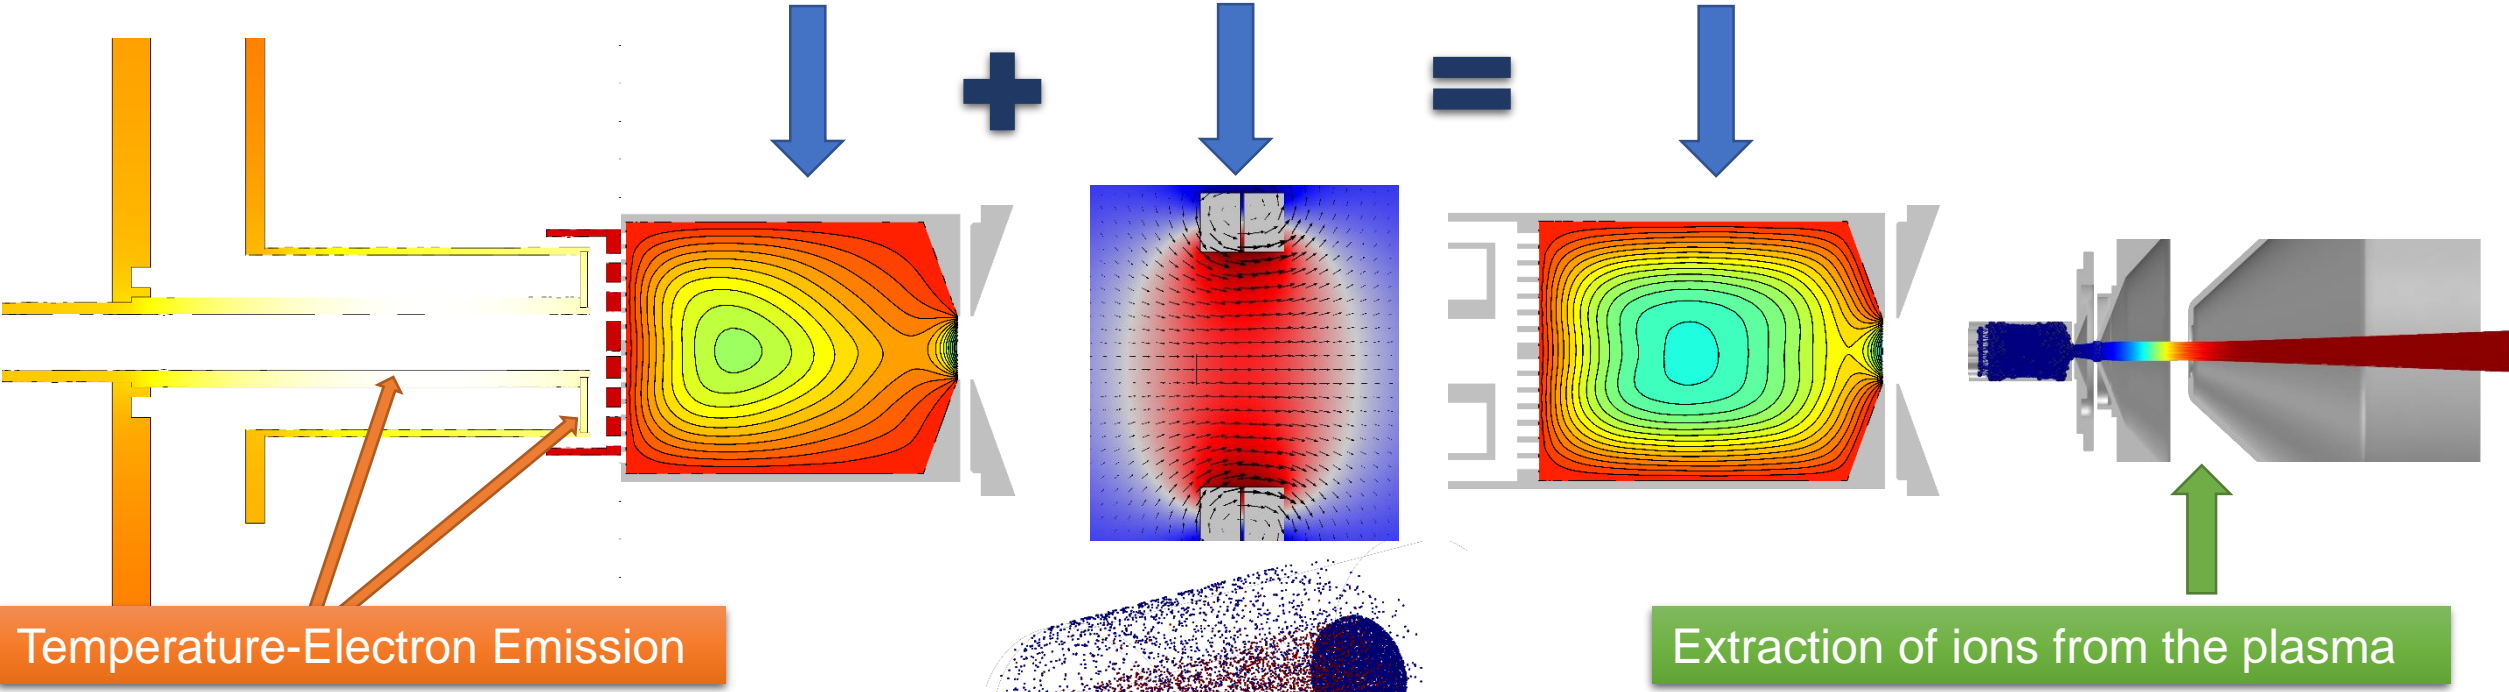 Temperature-Electron Emission
Extraction of ions from the plasma